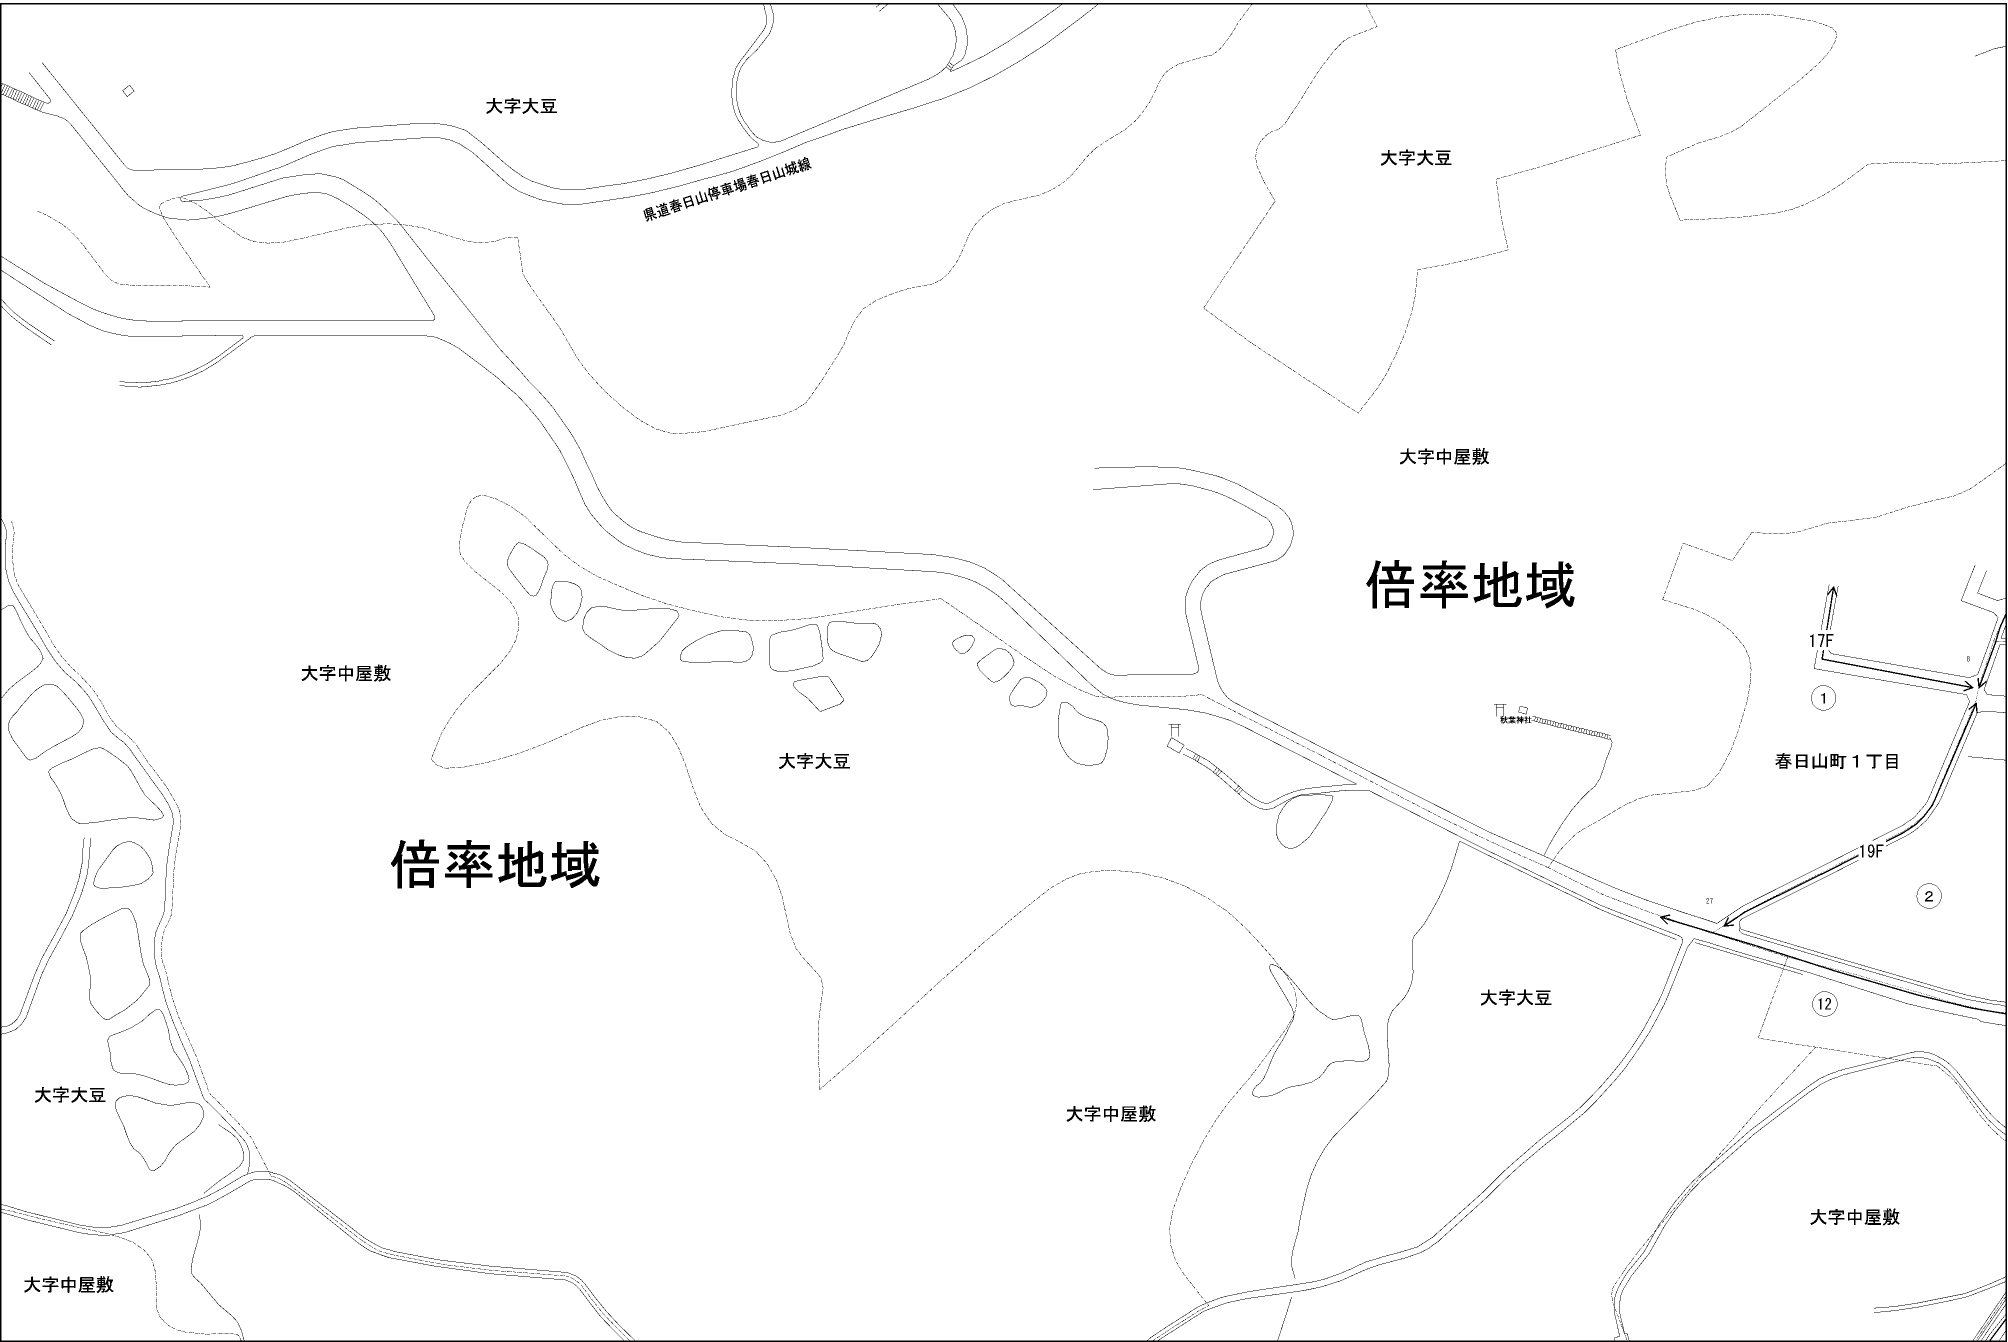 大字大豆
大字大豆
県道春日山停車場春日山城線
大字中屋敷
倍率地域
17F
8
大字中屋敷
1
秋葉神社
大字大豆
春日山町1丁目
倍率地域
19F
2
27
大字大豆
12
大字大豆
大字中屋敷
大字中屋敷
大字中屋敷